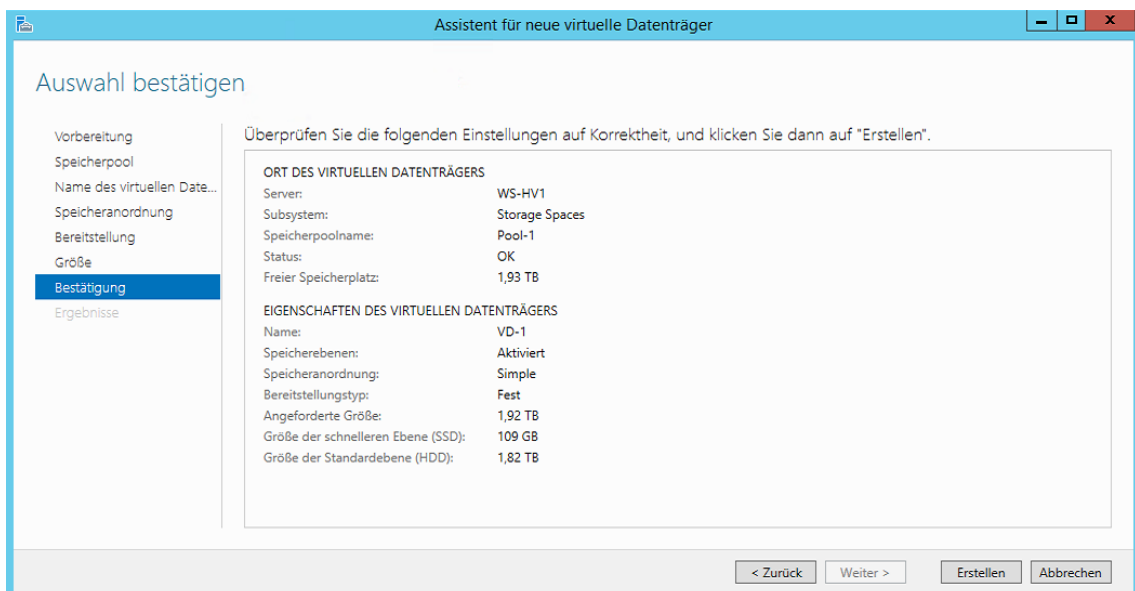 Assistent für neue virtuelle Datenträger
Auswahl bestätigen
Vorbereitung
Speicherpool
Name des virtuellen Date...
Speicheranordnung
Bereitstellung
Größe
Bestätigung
Ergebnisse
Überprüfen Sie die folgenden Einstellungen auf Korrektheit, und klicken Sie dann auf "Erstellen".
ORT DES VIRTUELLEN DATENTRÄGERS
Server: WS-HV1
Subsystem: Storage Spaces
Speicherpoolname: Pool-1
Status: OK
Freier Speicherplatz: 1,93 TB
EIGENSCHAFTEN DES VIRTUELLEN DATENTRÄGERS
Name: VD-1
Speicherebenen: Aktiviert
Speicheranordnung: Simple
Bereitstellungstyp: Fest
Angeforderte Größe: 1,92 TB
Größe der schnelleren Ebene (SSD): 109 GB
Größe der Standardebene (HDD): 1,82 TB
< Zurück Weiter > Erstellen Abbrechen